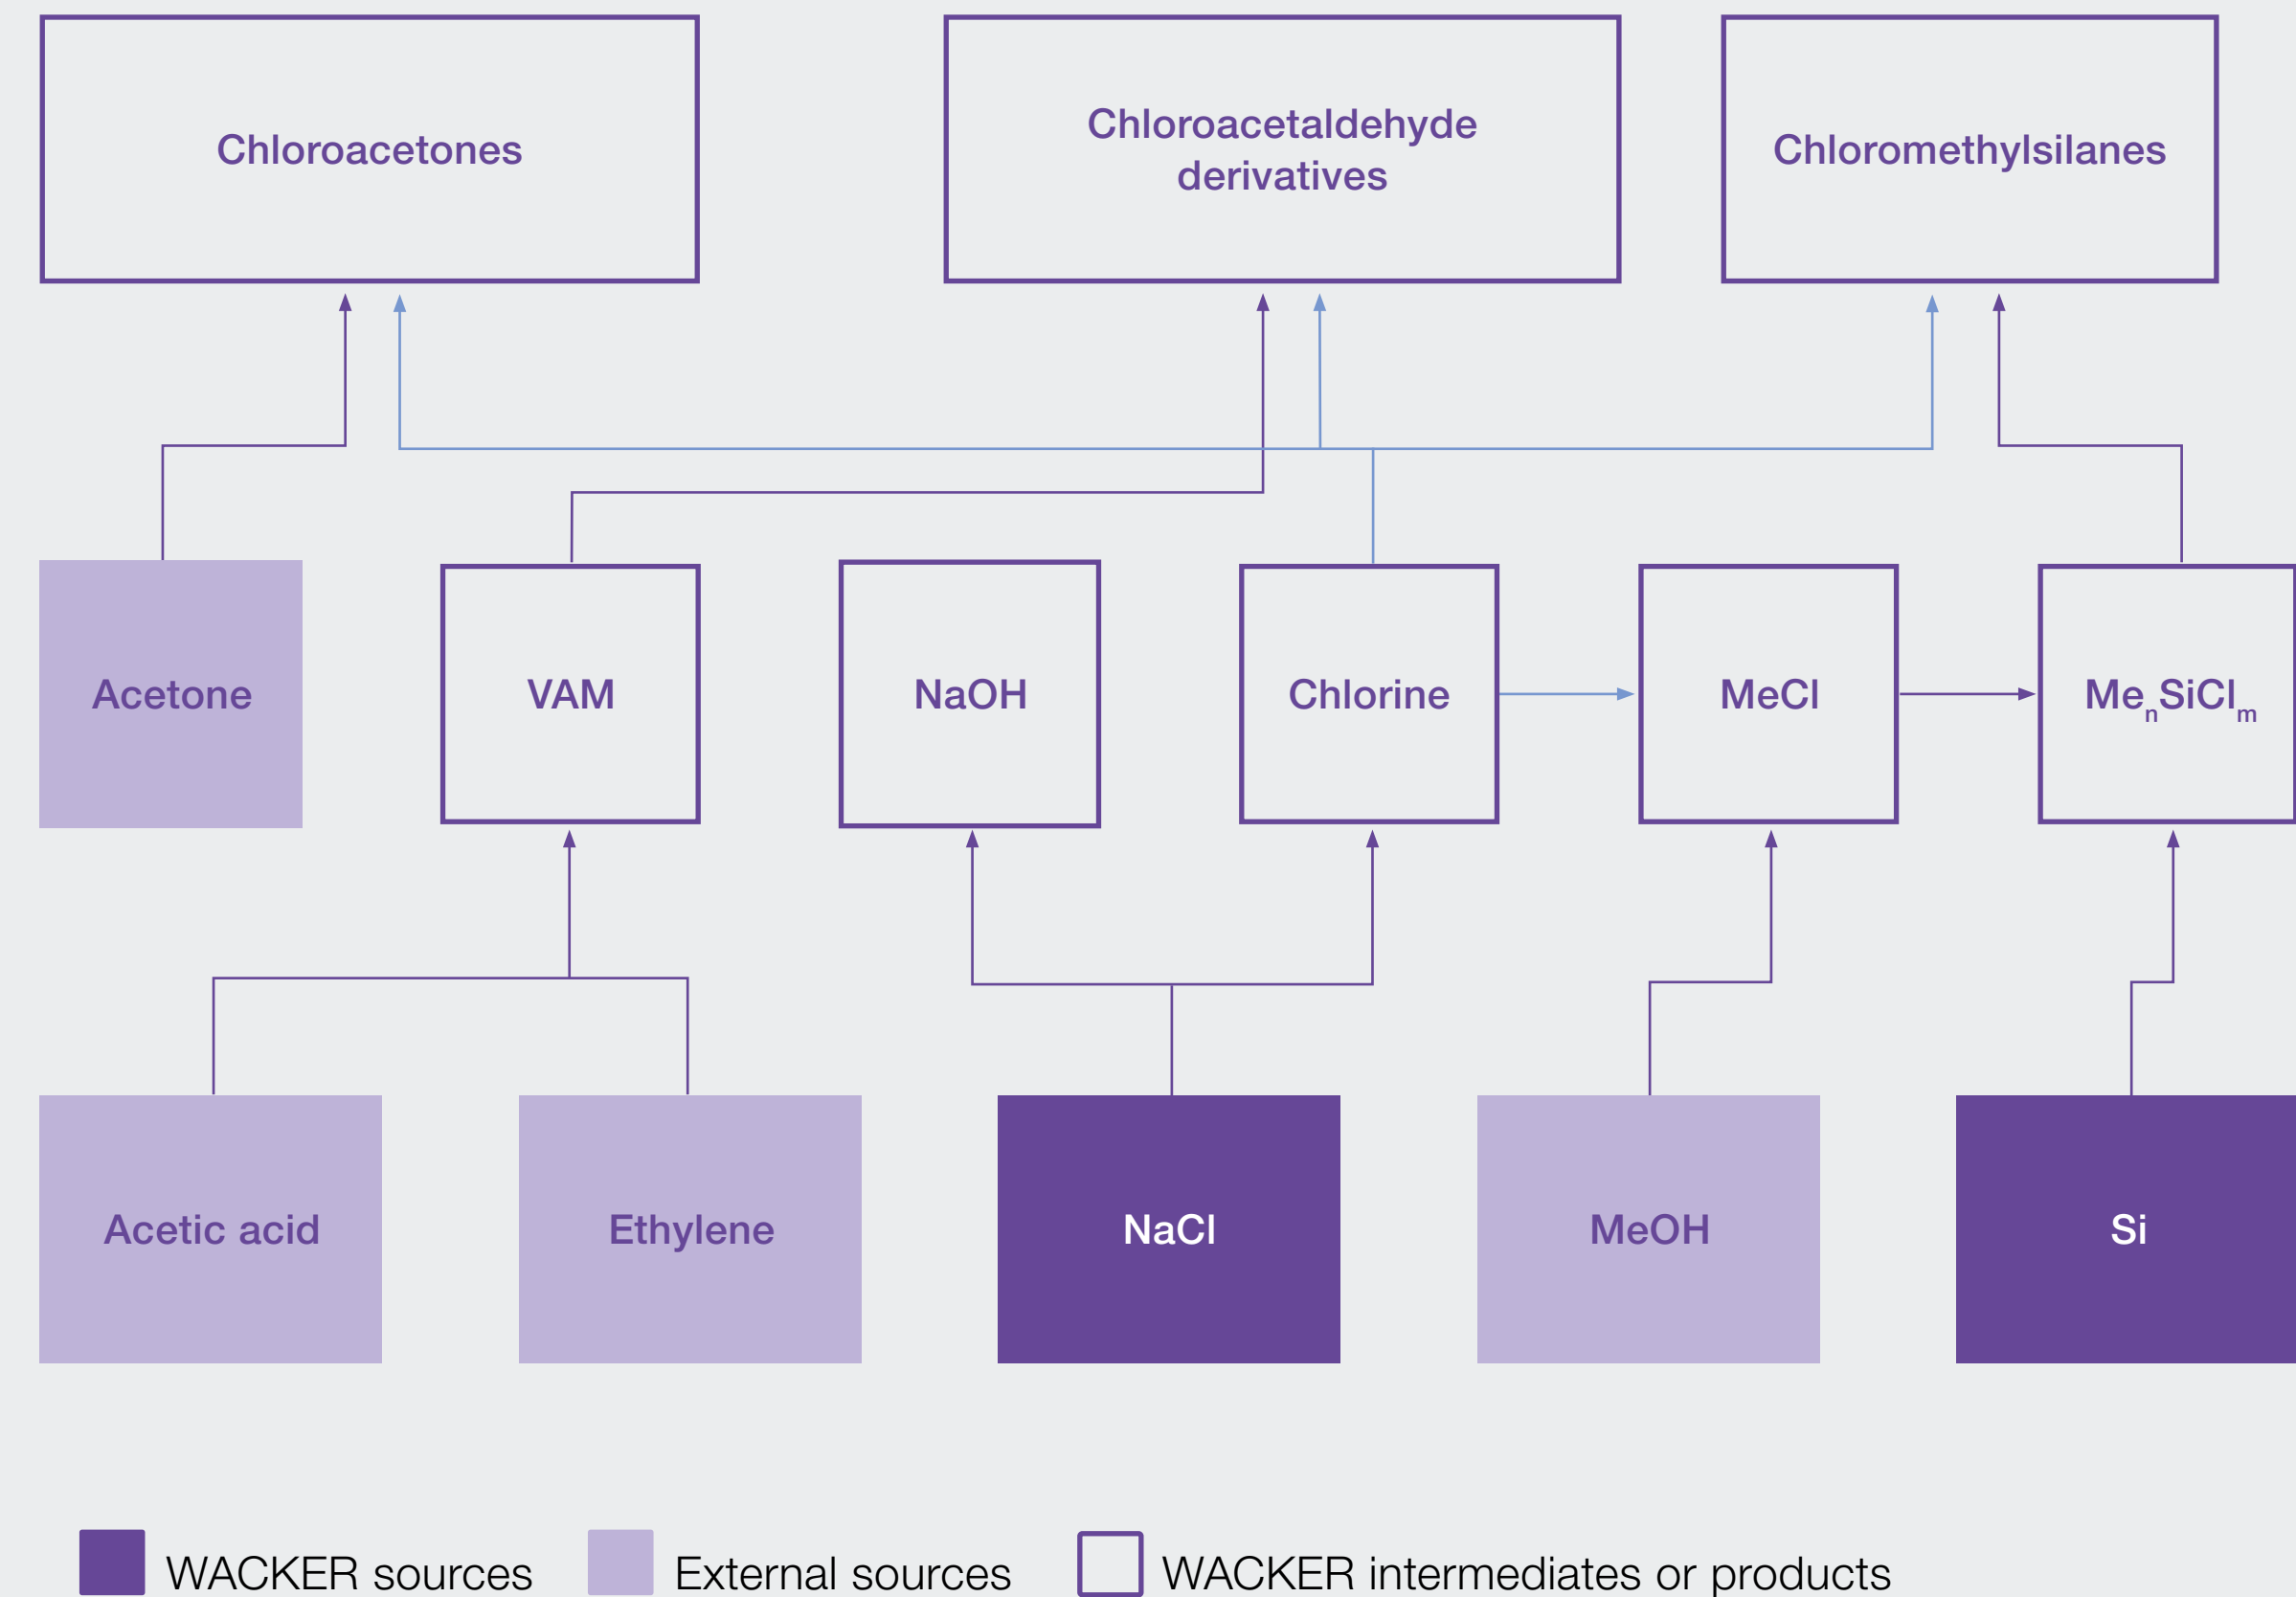 Chloroacetones
Chloroacetaldehyde
derivatives
Chloromethylsilanes
Acetone
VAM
NaOH
Chlorine
MeCl
MenSiClm
Acetic acid
Ethylene
NaCl
MeOH
Si
WACKER sources
External sources
WACKER intermediates or products